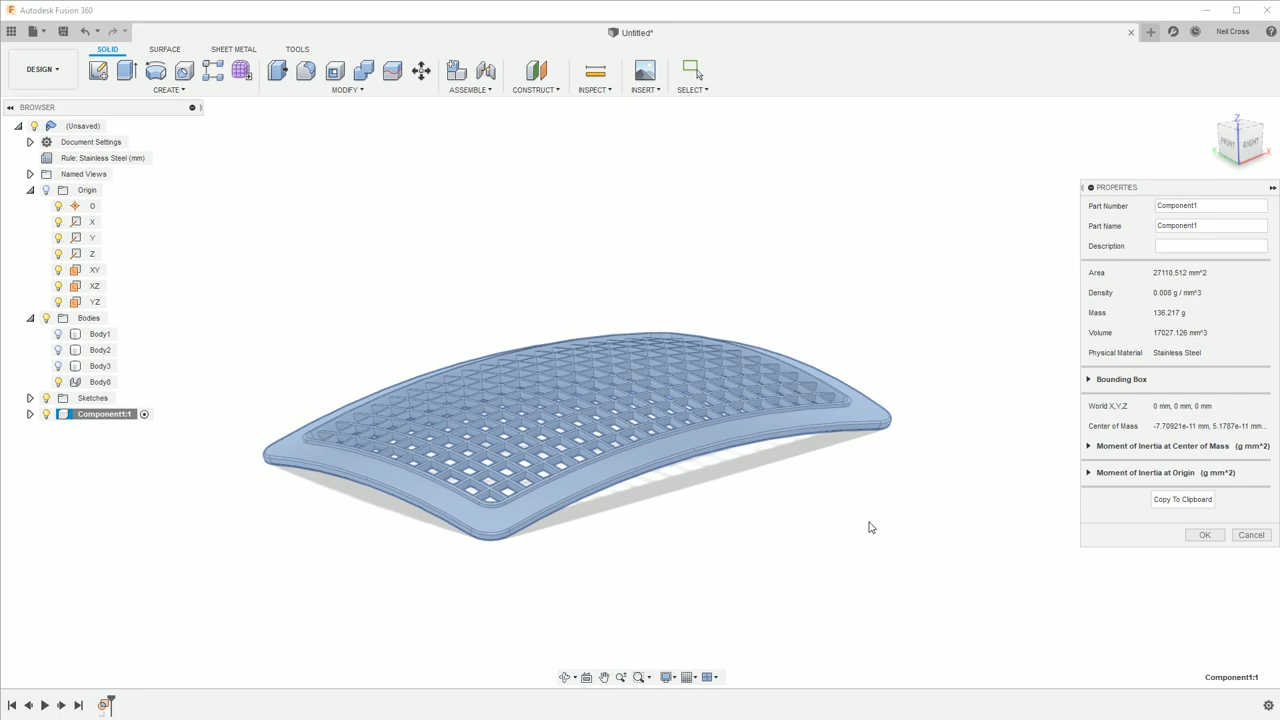 Autodesk Fusion 360
Untitled*
Neil Cross
DESIGN
SOLID SURFACE SHEET METAL TOOLS
CREATE MODIFY ASSEMBLE CONSTRUCT INSPECT INSERT SELECT
BROWSER
(Unsaved)
Document Settings
Rule: Stainless Steel (mm)
Named Views
Origin
O
X
Y
Z
XY
XZ
YZ
Bodies
Body1
Body2
Body3
Body8
Sketches
Component1:1
Z
FRONT RIGHT
Y X
PROPERTIES
Part Number Component1
Part Name Component1
Description
Area 27110.512 mm^2
Density 0.008 g / mm^3
Mass 136.217 g
Volume 17027.126 mm^3
Physical Material Stainless Steel
Bounding Box
World X,Y,Z 0 mm, 0 mm, 0 mm
Center of Mass -7.70921e-11 mm, 5.1787e-11 mm...
Moment of Inertia at Center of Mass (g mm^2)
Moment of Inertia at Origin (g mm^2)
Copy To Clipboard
OK Cancel
Component1:1